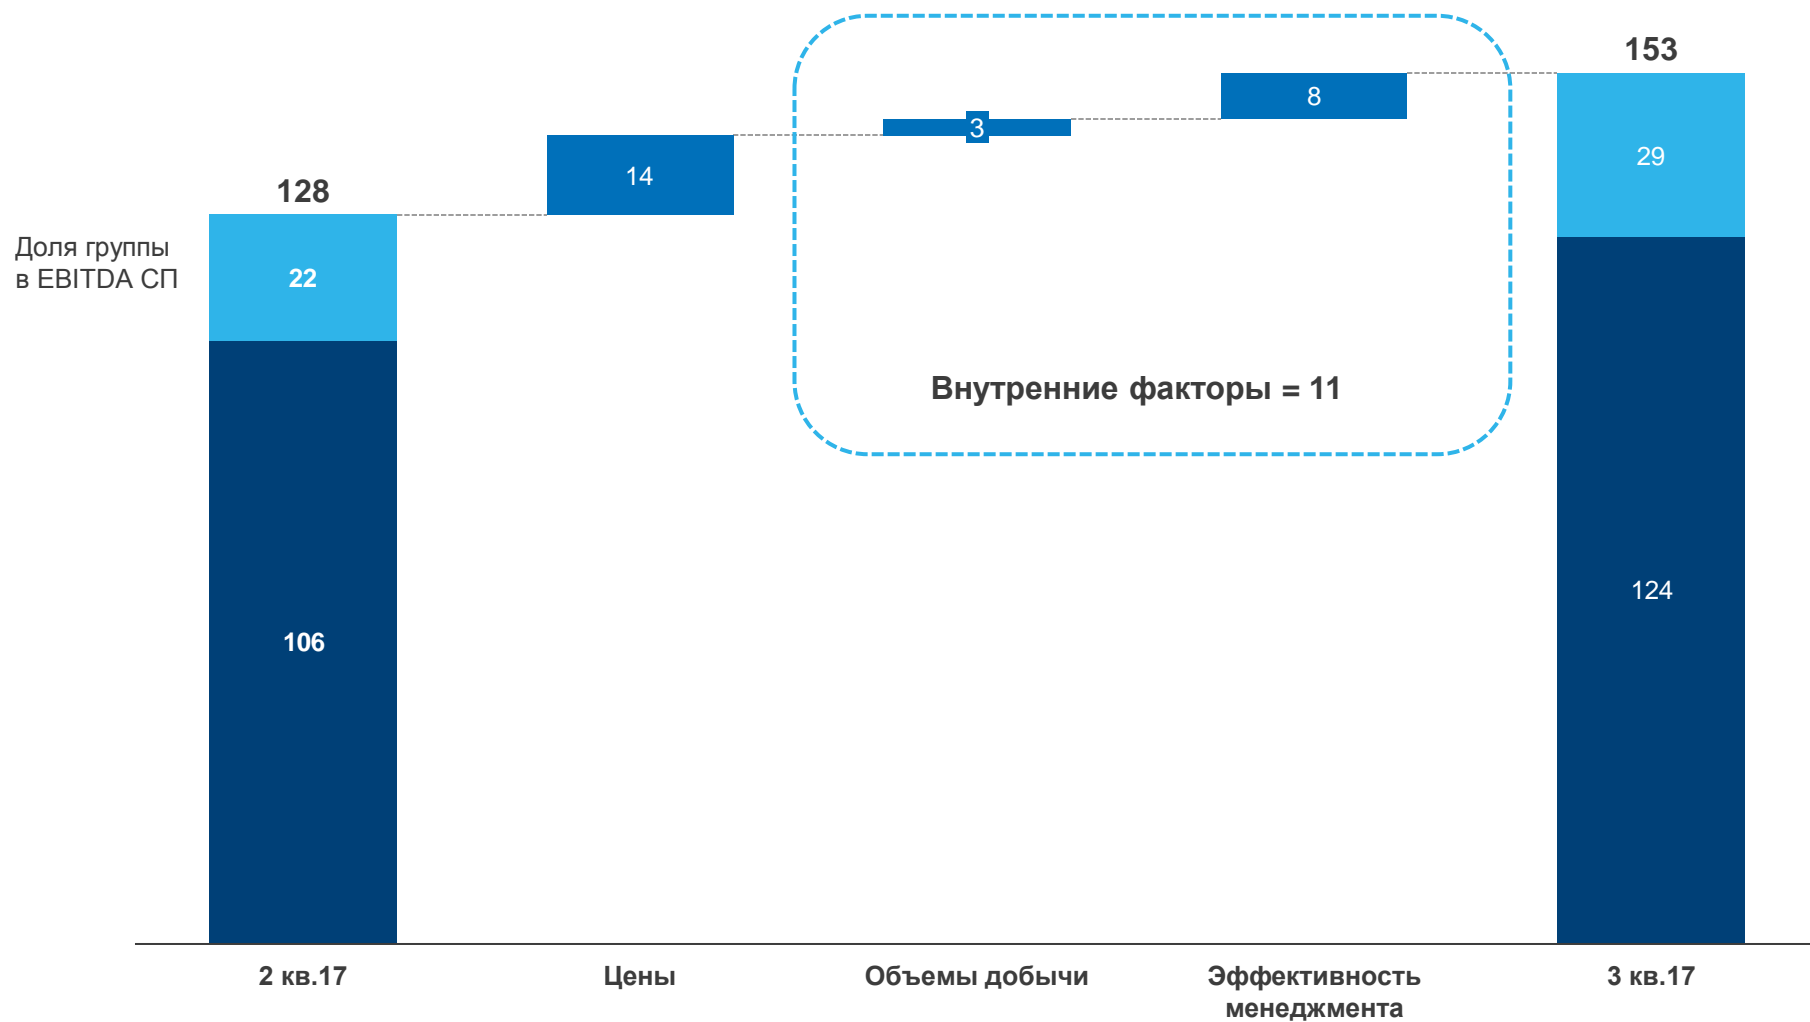 153
8
3
14
29
128
Доля группы
в EBITDA СП
22
Внутренние факторы = 11
124
106
2 кв.17
Цены
Объемы добычи
Эффективность
менеджмента
3 кв.17